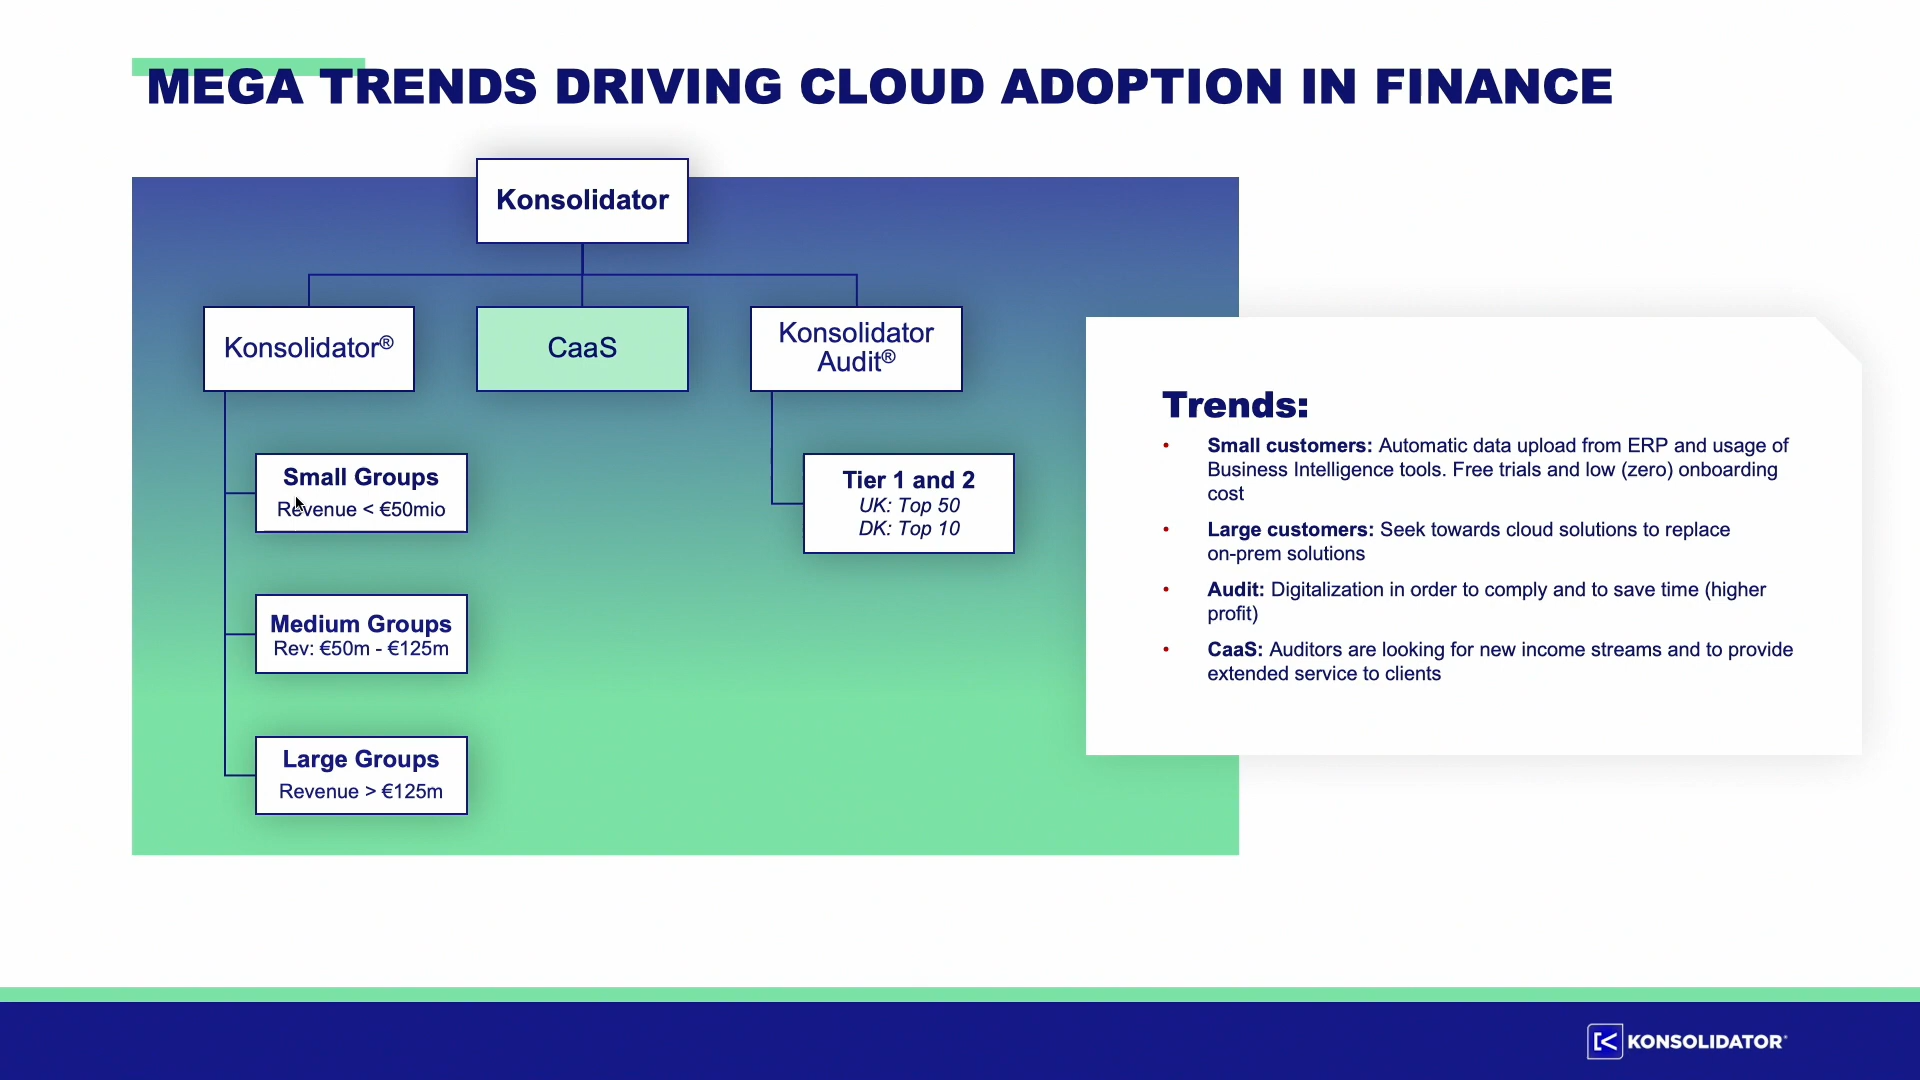 MEGA TRENDS DRIVING CLOUD ADOPTION IN FINANCE
Konsolidator
Konsolidator®
CaaS
Konsolidator
Audit®
Small Groups
Revenue < €50mio
Medium Groups
Rev: €50m - €125m
Large Groups
Revenue > €125m
Tier 1 and 2
UK: Top 50
DK: Top 10
Trends:
• Small customers: Automatic data upload from ERP and usage of
Business Intelligence tools. Free trials and low (zero) onboarding
cost
• Large customers: Seek towards cloud solutions to replace
on-prem solutions
• Audit: Digitalization in order to comply and to save time (higher
profit)
• CaaS: Auditors are looking for new income streams and to provide
extended service to clients
KONSOLIDATOR®